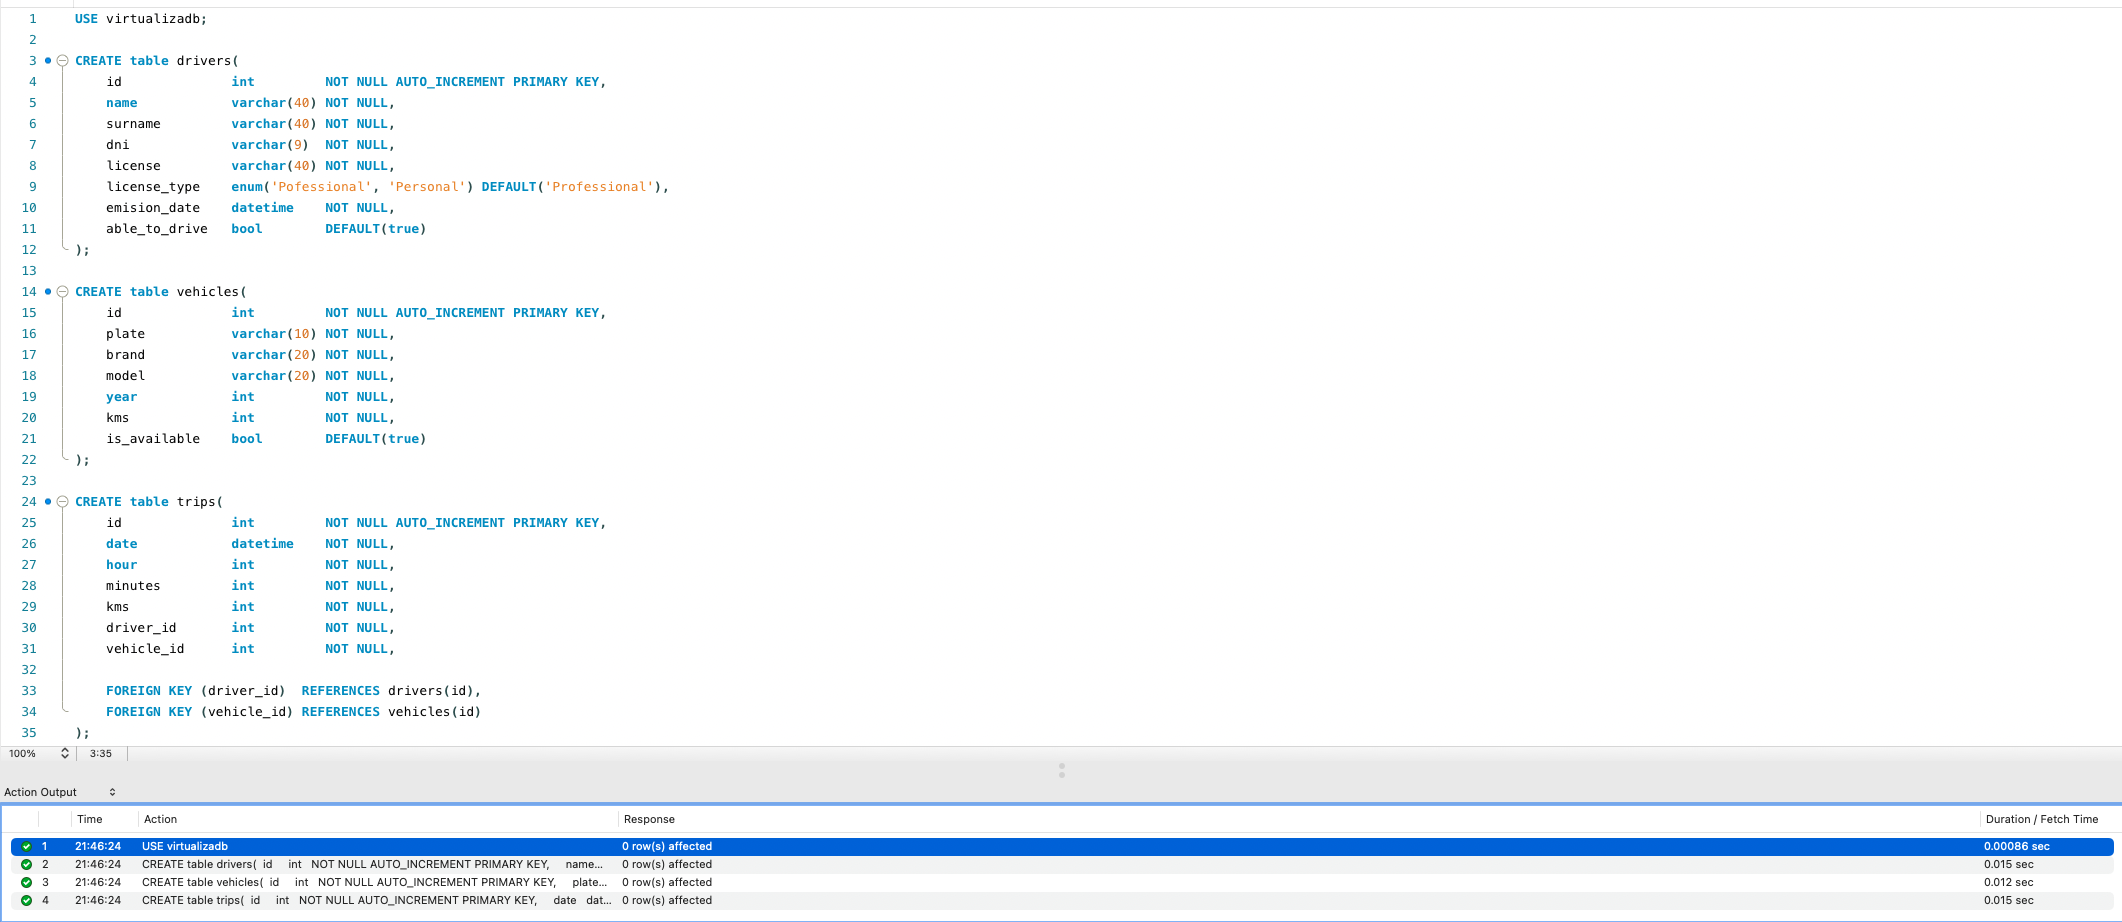 1 USE virtualizadb;
2
3 CREATE table drivers(
4 id int NOT NULL AUTO_INCREMENT PRIMARY KEY,
5 name varchar(40) NOT NULL,
6 surname varchar(40) NOT NULL,
7 dni varchar(9) NOT NULL,
8 license varchar(40) NOT NULL,
9 license_type enum('Pofessional', 'Personal') DEFAULT('Professional'),
10 emision_date datetime NOT NULL,
11 able_to_drive bool DEFAULT(true)
12 );
13
14 CREATE table vehicles(
15 id int NOT NULL AUTO_INCREMENT PRIMARY KEY,
16 plate varchar(10) NOT NULL,
17 brand varchar(20) NOT NULL,
18 model varchar(20) NOT NULL,
19 year int NOT NULL,
20 kms int NOT NULL,
21 is_available bool DEFAULT(true)
22 );
23
24 CREATE table trips(
25 id int NOT NULL AUTO_INCREMENT PRIMARY KEY,
26 date datetime NOT NULL,
27 hour int NOT NULL,
28 minutes int NOT NULL,
29 kms int NOT NULL,
30 driver_id int NOT NULL,
31 vehicle_id int NOT NULL,
32
33 FOREIGN KEY (driver_id) REFERENCES drivers(id),
34 FOREIGN KEY (vehicle_id) REFERENCES vehicles(id)
35 );
100% 3:35
Action Output
Time Action Response Duration / Fetch Time
1 21:46:24 USE virtualizadb 0 row(s) affected 0.00086 sec
2 21:46:24 CREATE table drivers( id int NOT NULL AUTO_INCREMENT PRIMARY KEY, name... 0 row(s) affected 0.015 sec
3 21:46:24 CREATE table vehicles( id int NOT NULL AUTO_INCREMENT PRIMARY KEY, plate... 0 row(s) affected 0.012 sec
4 21:46:24 CREATE table trips( id int NOT NULL AUTO_INCREMENT PRIMARY KEY, date dat... 0 row(s) affected 0.015 sec